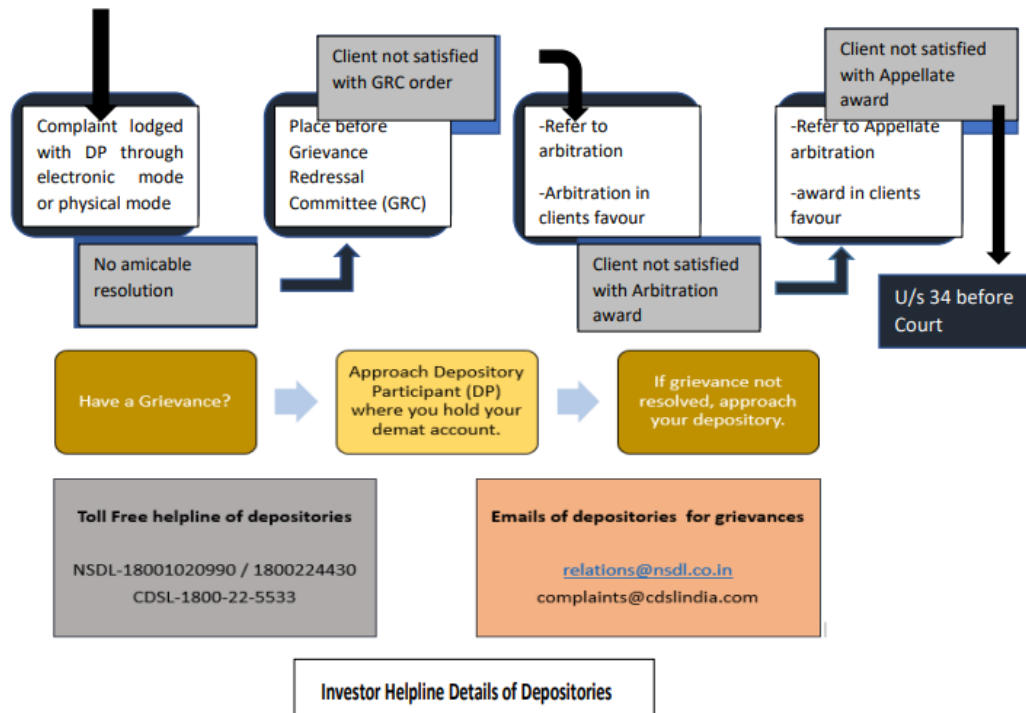 Complaint lodged
with DP through
electronic mode
or physical mode
No amicable
resolution
Place before
Grievance
Redressal
Committee (GRC)
Client not satisfied
with GRC order
-Refer to
arbitration
-Arbitration in
clients favour
Client not satisfied
with Arbitration
award
-Refer to Appellate
arbitration
-award in clients
favour
Client not satisfied
with Appellate
award
U/s 34 before
Court
Have a Grievance?
Approach Depository
Participant (DP)
where you hold your
demat account.
If grievance not
resolved, approach
your depository.
Toll Free helpline of depositories
NSDL-18001020990 / 1800224430
CDSL-1800-22-5533
Emails of depositories for grievances
relations@nsdl.co.in
complaints@cdslindia.com
Investor Helpline Details of Depositories